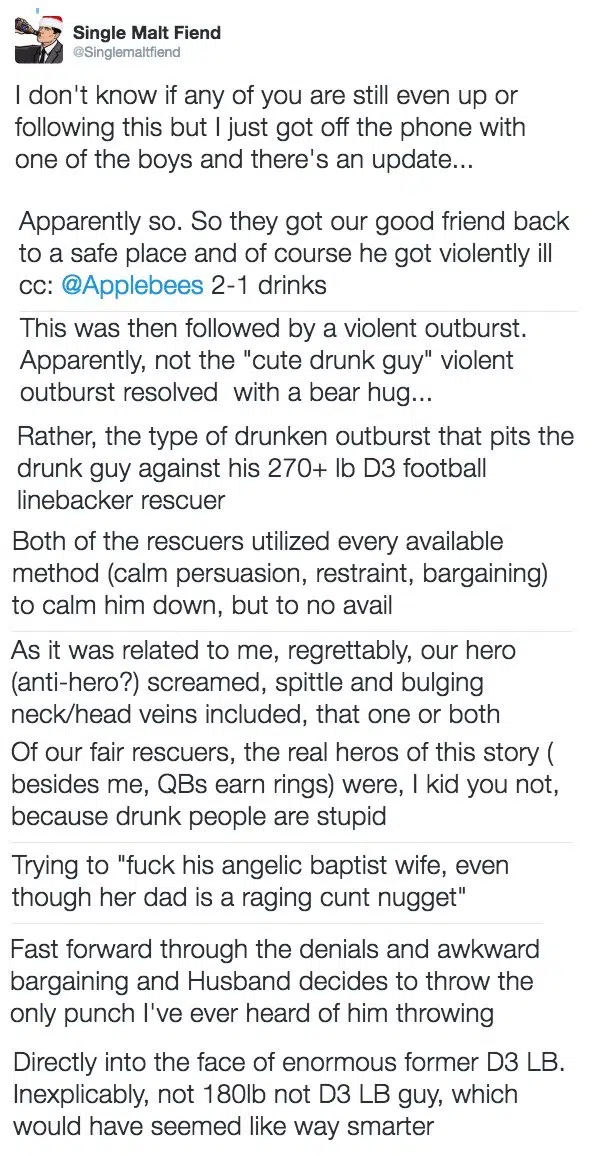 Single Malt Fiend
@Singlemaltfiend
I don't know if any of you are still even up or
following this but I just got off the phone with
one of the boys and there's an update...
Apparently so. So they got our good friend back
to a safe place and of course he got violently ill
cc: @Applebees 2-1 drinks
This was then followed by a violent outburst.
Apparently, not the "cute drunk guy" violent
outburst resolved with a bear hug...
Rather, the type of drunken outburst that pits the
drunk guy against his 270+ lb D3 football
linebacker rescuer
Both of the rescuers utilized every available
method (calm persuasion, restraint, bargaining)
to calm him down, but to no avail
As it was related to me, regrettably, our hero
(anti-hero?) screamed, spittle and bulging
neck/head veins included, that one or both
Of our fair rescuers, the real heros of this story (
besides me, QBs earn rings) were, I kid you not,
because drunk people are stupid
Trying to "fuck his angelic baptist wife, even
though her dad is a raging cunt nugget"
Fast forward through the denials and awkward
bargaining and Husband decides to throw the
only punch I've ever heard of him throwing
Directly into the face of enormous former D3 LB.
Inexplicably, not 180lb not D3 LB guy, which
would have seemed like way smarter